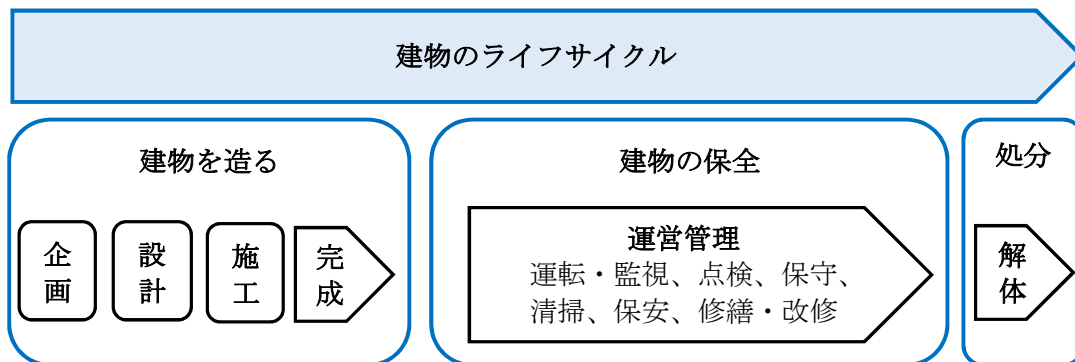 建物のライフサイクル
建物を造る
企画
設計
施工
完成
建物の保全
運営管理
運転・監視、点検、保守、
清掃、保安、修繕・改修
処分
解体